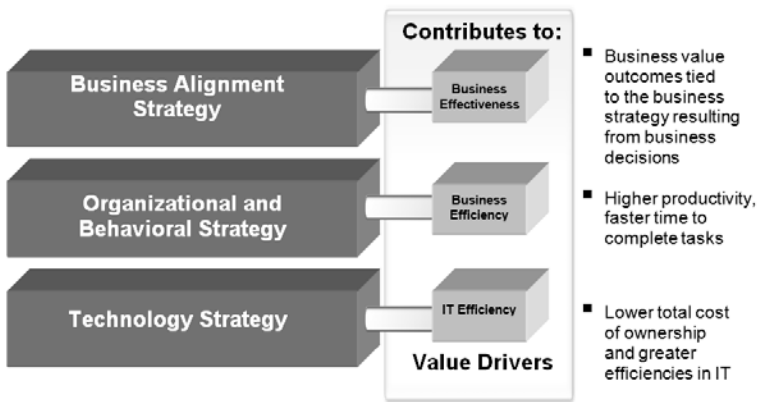 Contributes to:
Business Alignment
Strategy
Business
Effectiveness
▪ Business value
outcomes tied
to the business
strategy resulting
from business
decisions
Organizational and
Behavioral Strategy
Business
Efficiency
▪ Higher productivity,
faster time to
complete tasks
Technology Strategy
IT Efficiency
▪ Lower total cost
of ownership
and greater
efficiencies in IT
Value Drivers